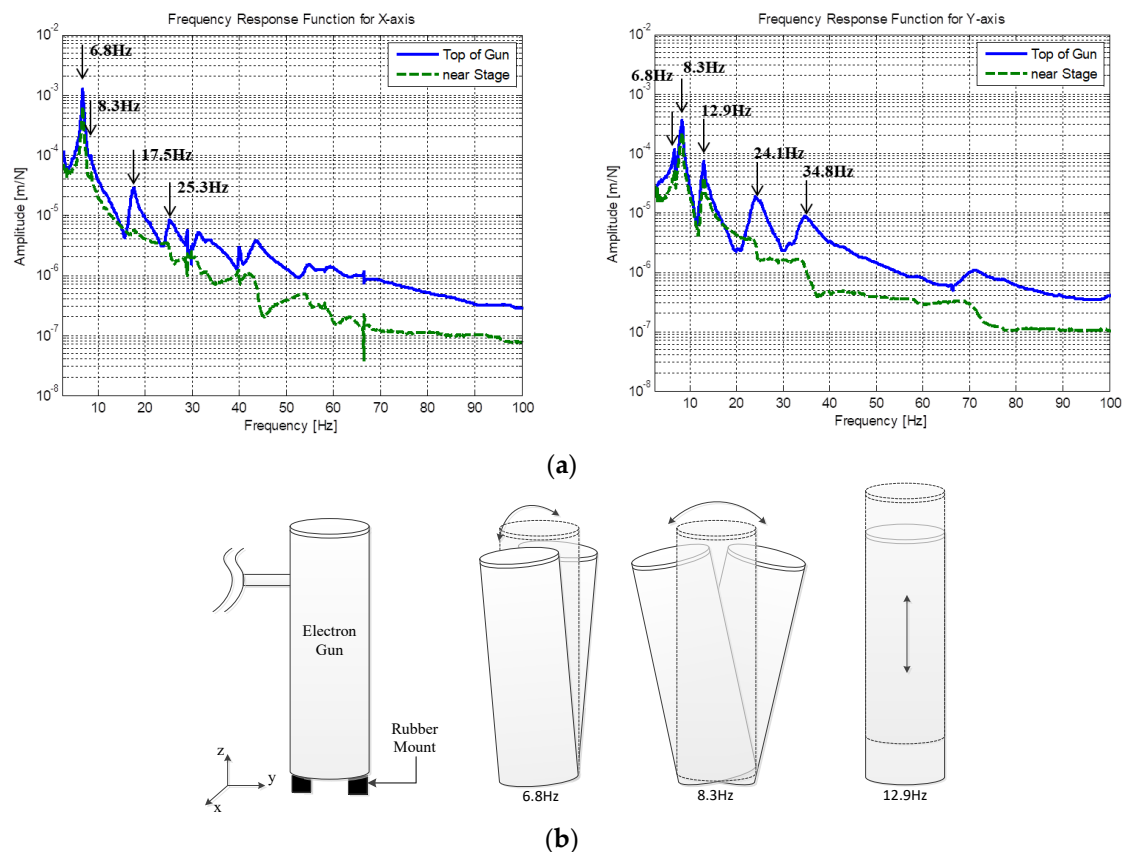 Frequency Response Function for X-axis
10^-2
10^-3
10^-4
10^-5
10^-6
10^-7
10^-8
Amplitude [m/N]
6.8Hz
8.3Hz
17.5Hz
25.3Hz
Top of Gun
near Stage
10 20 30 40 50 60 70 80 90 100
Frequency [Hz]
Frequency Response Function for Y-axis
10^-2
10^-3
10^-4
10^-5
10^-6
10^-7
10^-8
Amplitude [m/N]
6.8Hz
8.3Hz
12.9Hz
24.1Hz
34.8Hz
Top of Gun
near Stage
10 20 30 40 50 60 70 80 90 100
Frequency [Hz]
(a)
Electron
Gun
Rubber
Mount
z
y
x
6.8Hz
8.3Hz
12.9Hz
(b)